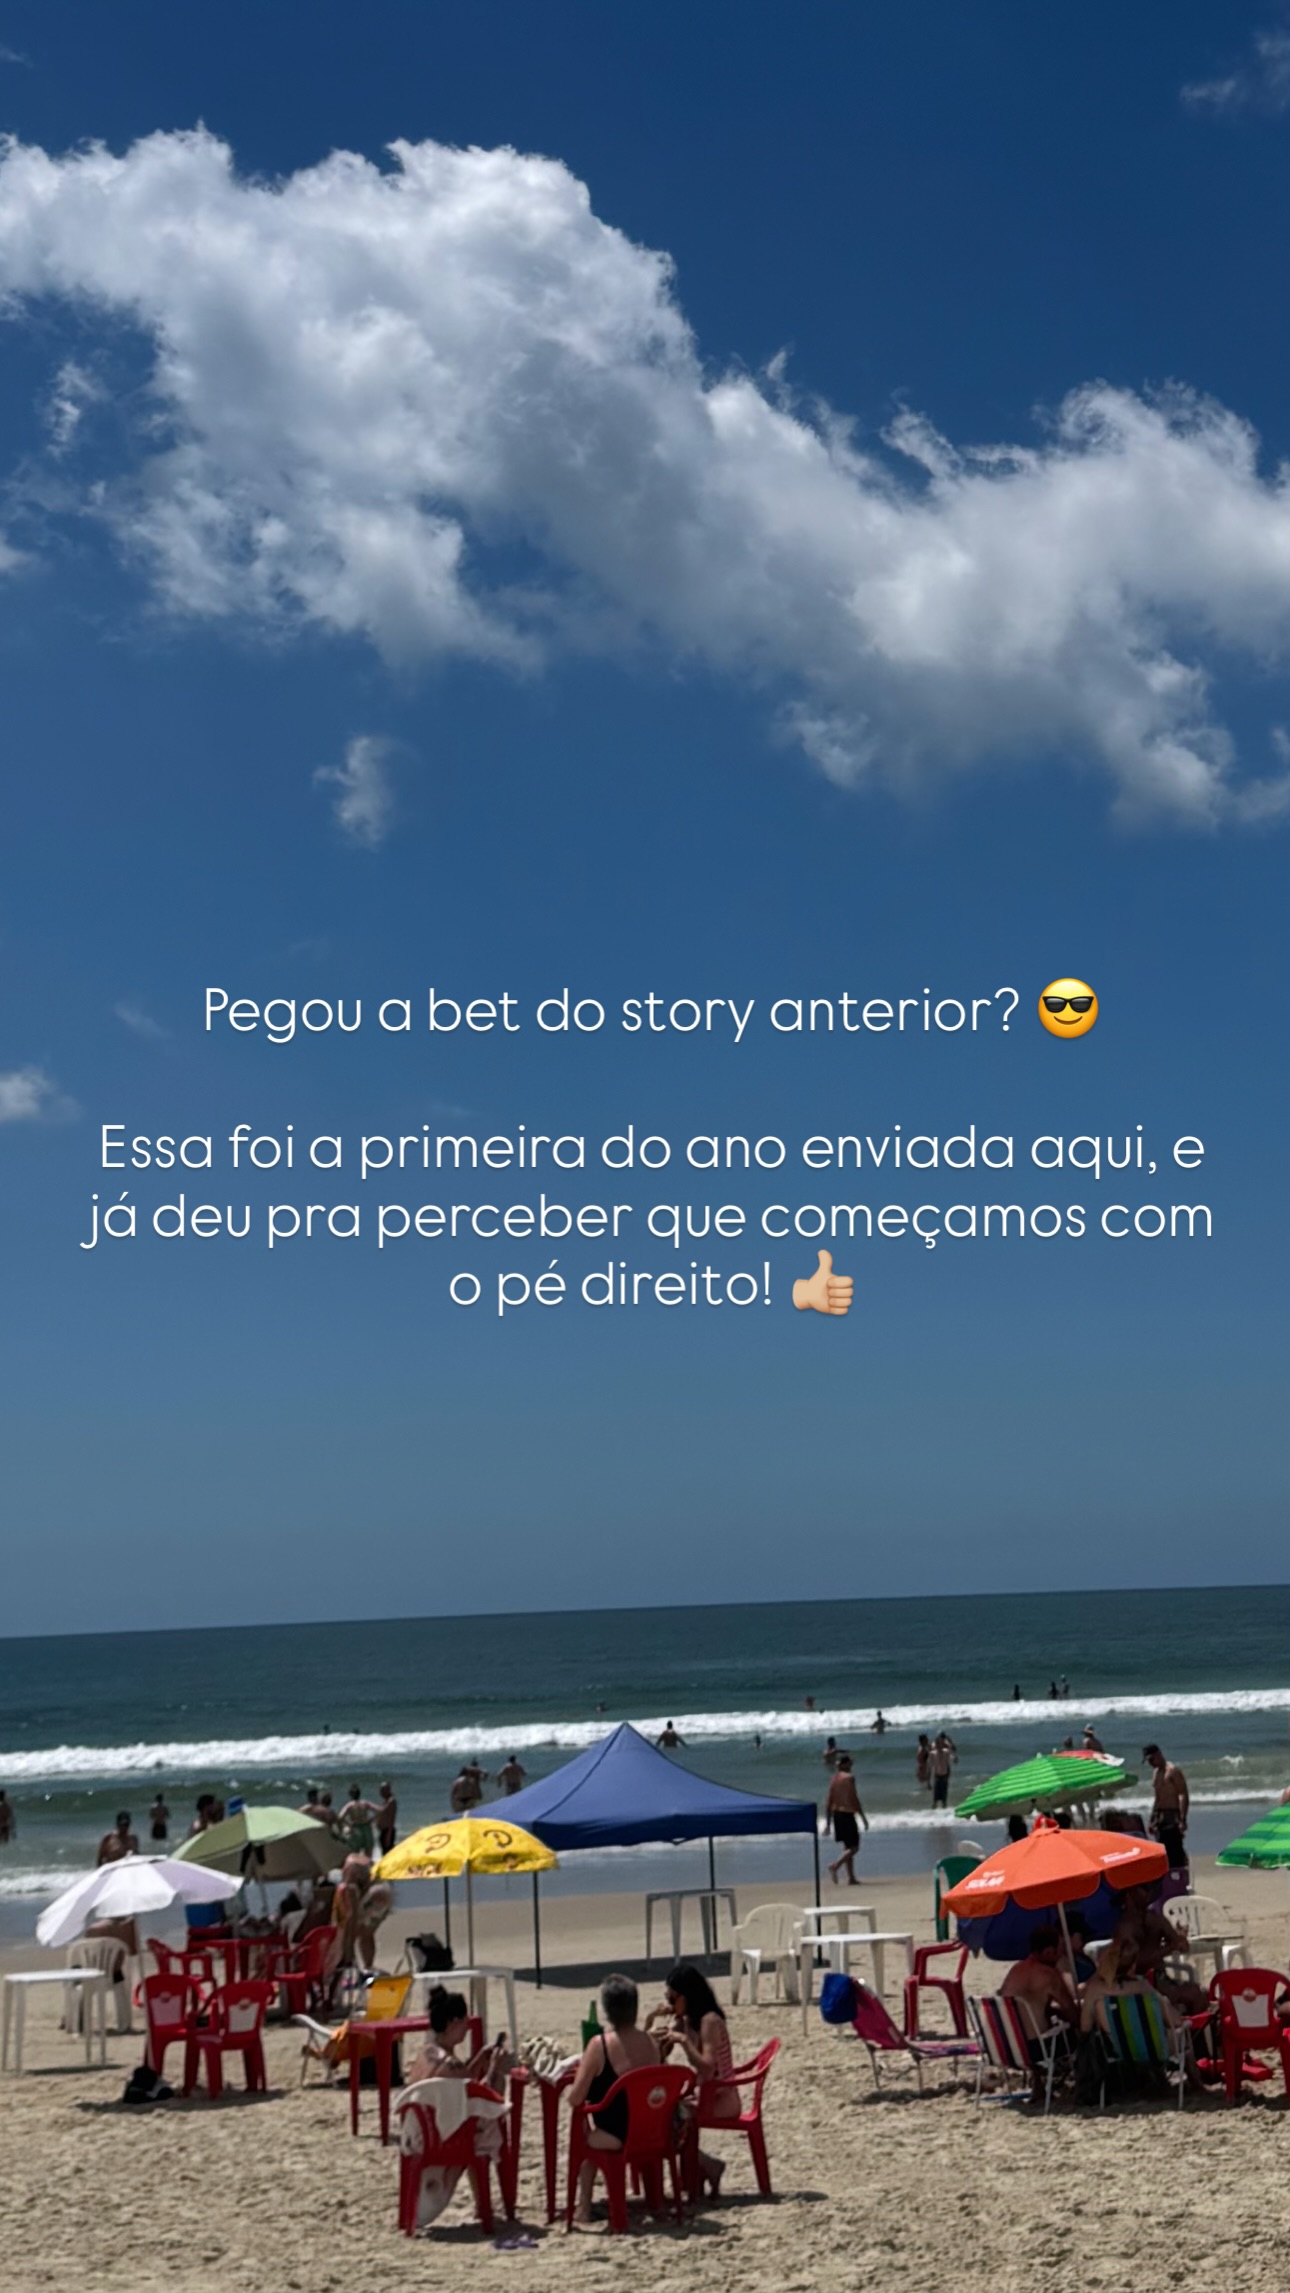 Pegou a bet do story anterior? 😎
Essa foi a primeira do ano enviada aqui, e
já deu pra perceber que começamos com
o pé direito! 👍🏼